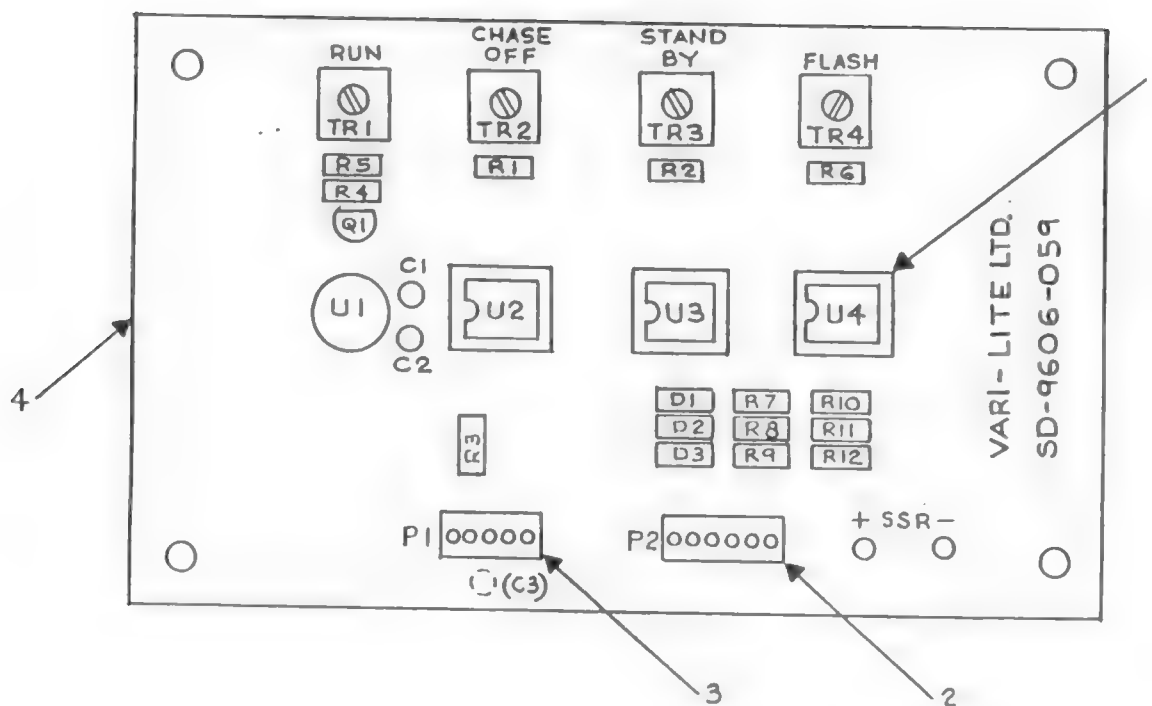 RUN
CHASE
OFF
STAND
BY
FLASH
TR1
TR2
TR3
TR4
R5
R1
R2
R6
R4
Q1
U1
C1
C2
U2
U3
U4
VARI-LITE LTD.
SD-9606-059
4
D1
R7
R10
D2
R8
R11
D3
R9
R12
R3
P1
P2
+ SSR -
(C3)
3
2